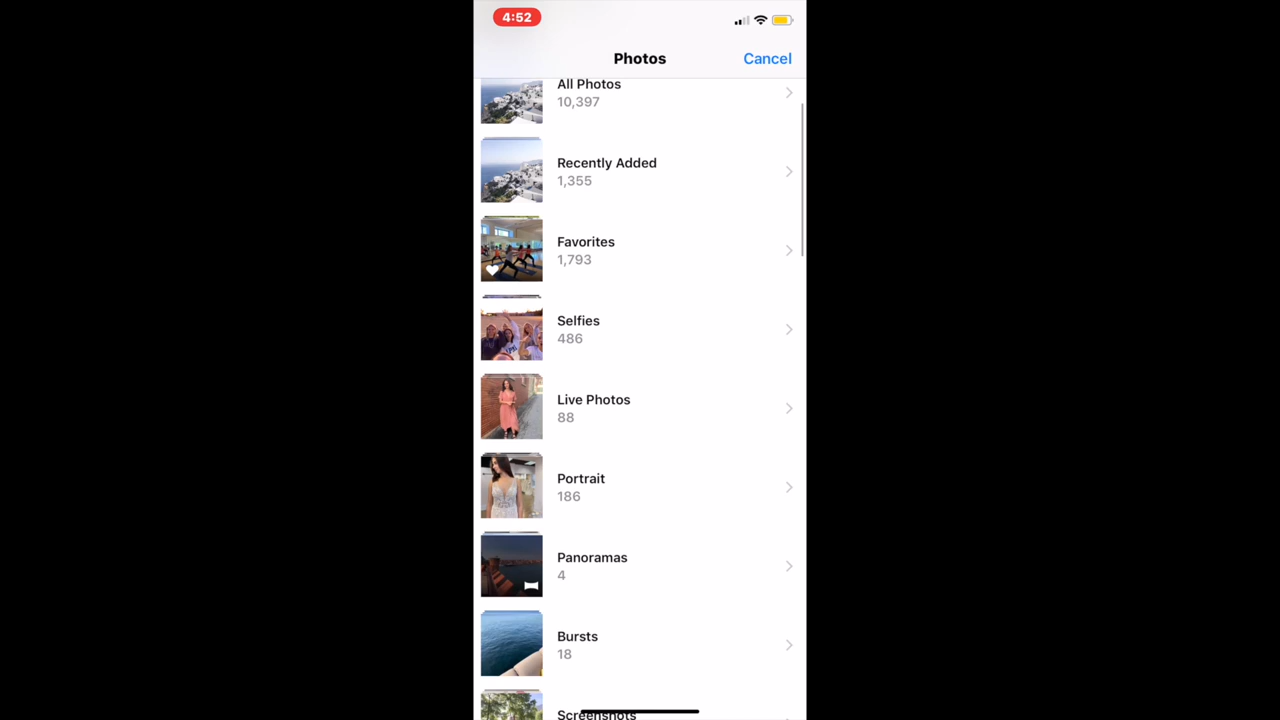 4:52
Photos
Cancel
All Photos
10,397
Recently Added
1,355
Favorites
1,793
Selfies
486
Live Photos
88
Portrait
186
Panoramas
4
Bursts
18
Screenshots